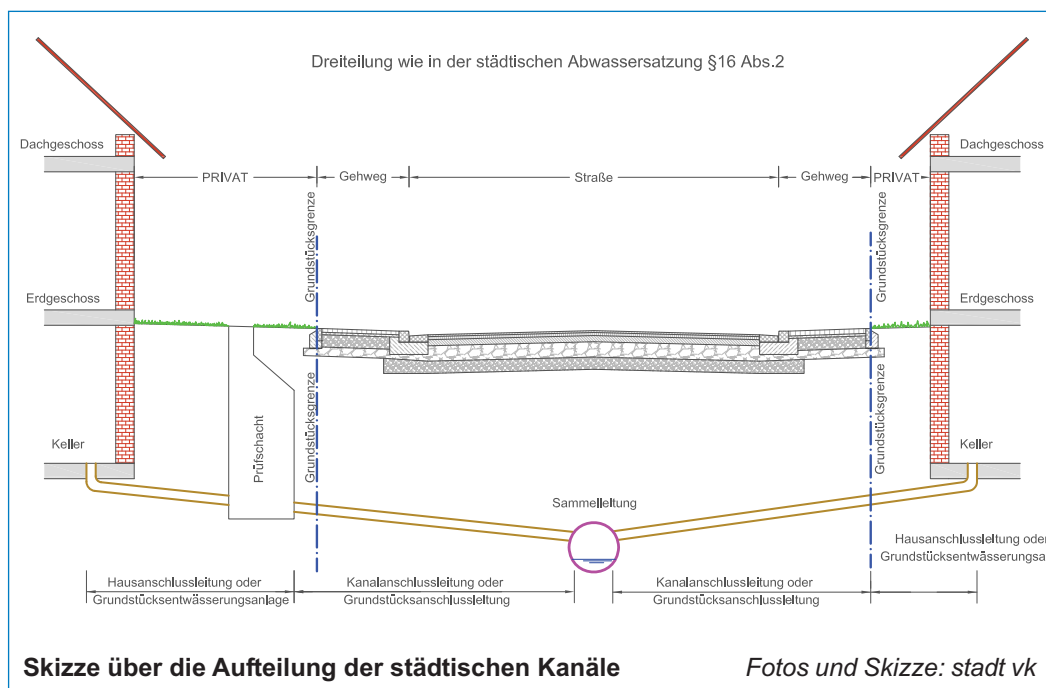 Dreiteilung wie in der städtischen Abwassersatzung §16 Abs.2
Dachgeschoss
Dachgeschoss
PRIVAT
Gehweg
Straße
Gehweg
PRIVAT
Grundstücksgrenze
Grundstücksgrenze
Erdgeschoss
Erdgeschoss
Grundstücksgrenze
Grundstücksgrenze
Prüfschacht
Keller
Keller
Sammelleitung
Hausanschlussleitung oder
Grundstücksentwässerungsa
Hausanschlussleitung oder
Grundstücksentwässerungsanlage
Kanalanschlussleitung oder
Grundstücksanschlussleitung
Kanalanschlussleitung oder
Grundstücksanschlussleitung
Skizze über die Aufteilung der städtischen Kanäle
Fotos und Skizze: stadt vk